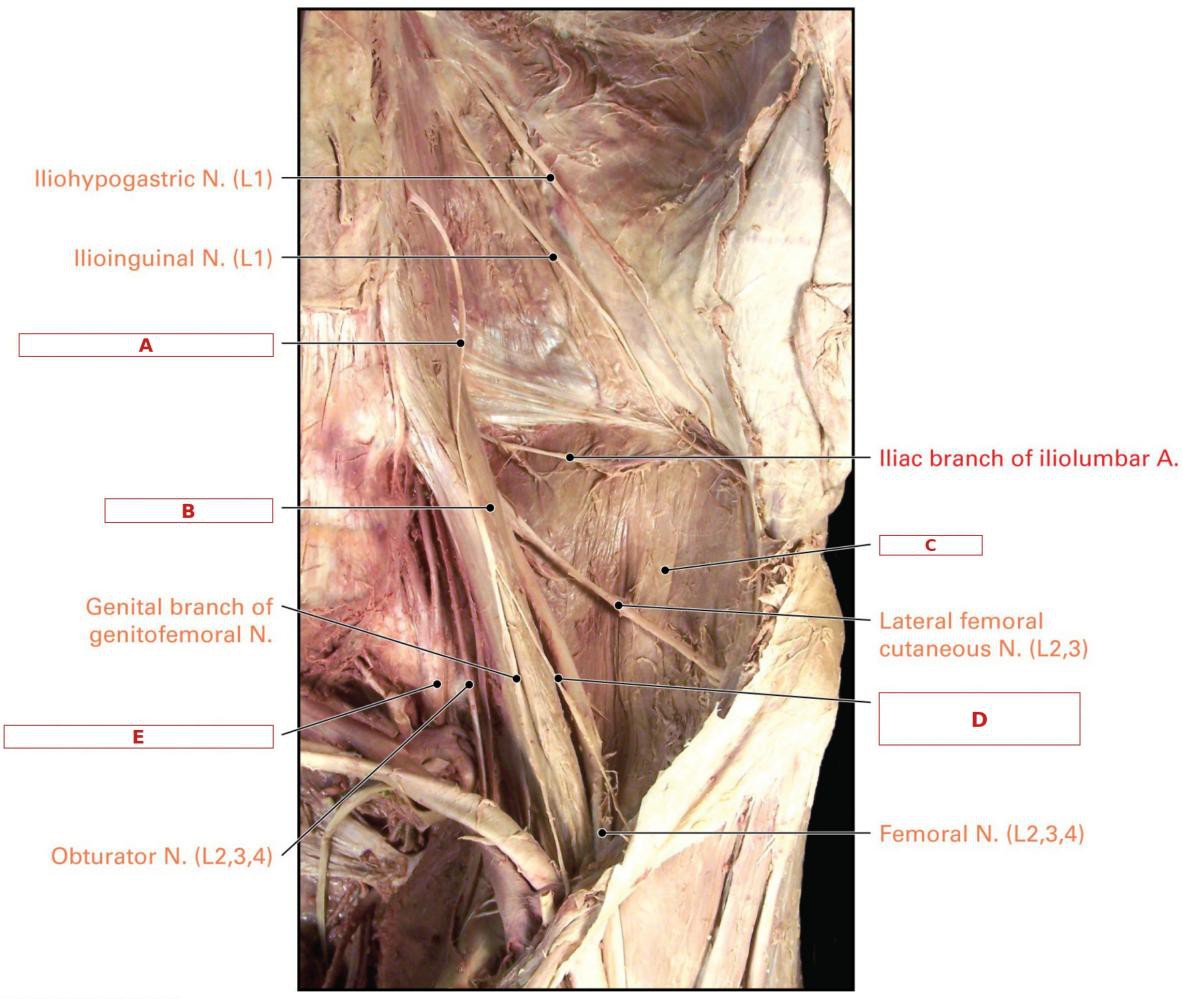 Iliohypogastric N. (L1)
Ilioinguinal N. (L1)
A
B
Iliac branch of iliolumbar A.
C
Genital branch of
genitofemoral N.
Lateral femoral
cutaneous N. (L2,3)
D
E
Obturator N. (L2,3,4)
Femoral N. (L2,3,4)